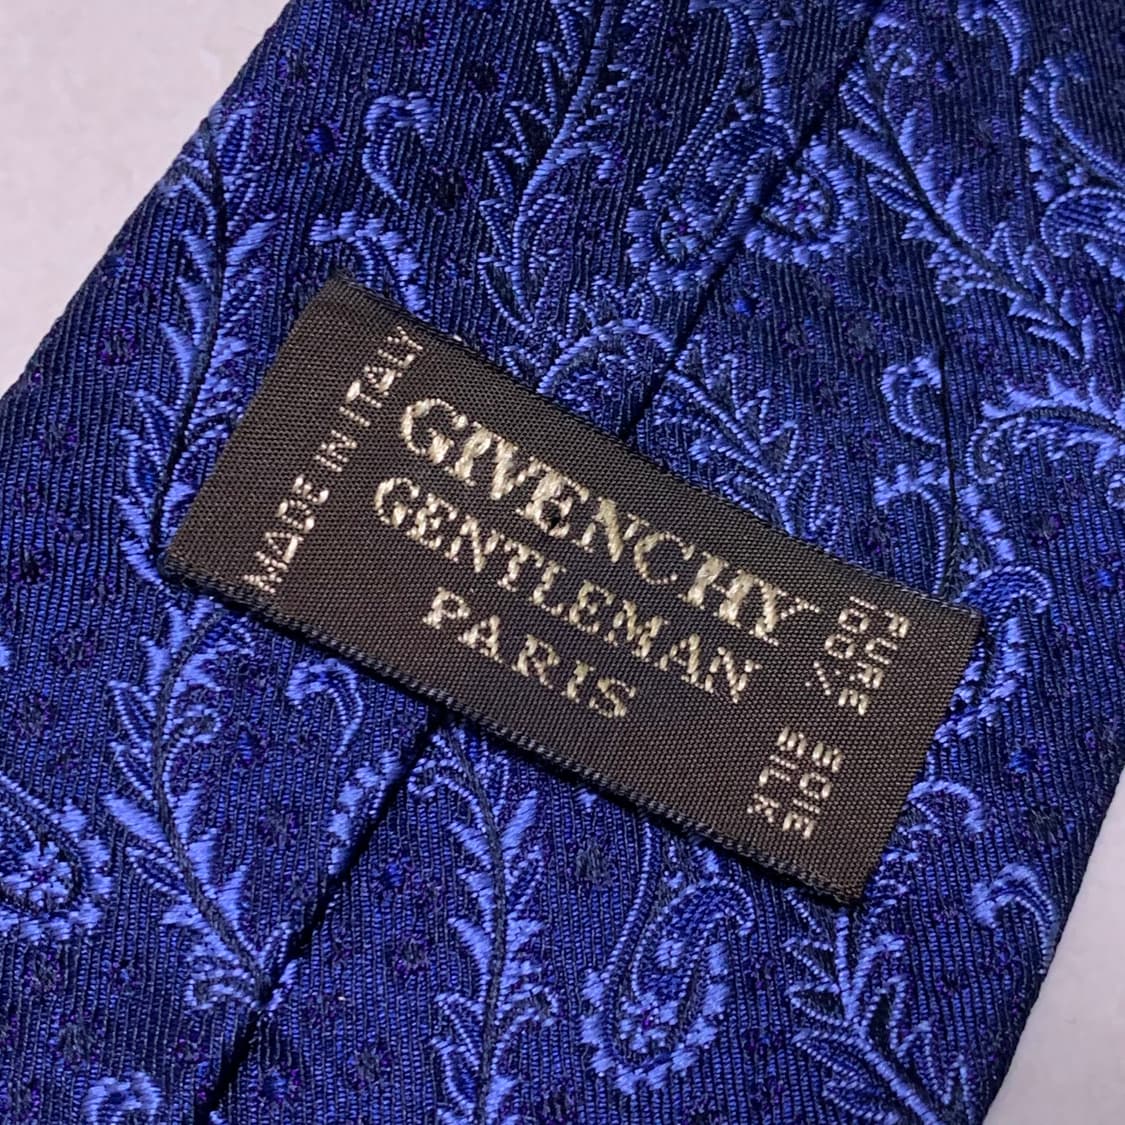 MADE IN ITALY
GIVENCHY
GENTLEMAN
PARIS
PURE SOIE
100% SILK